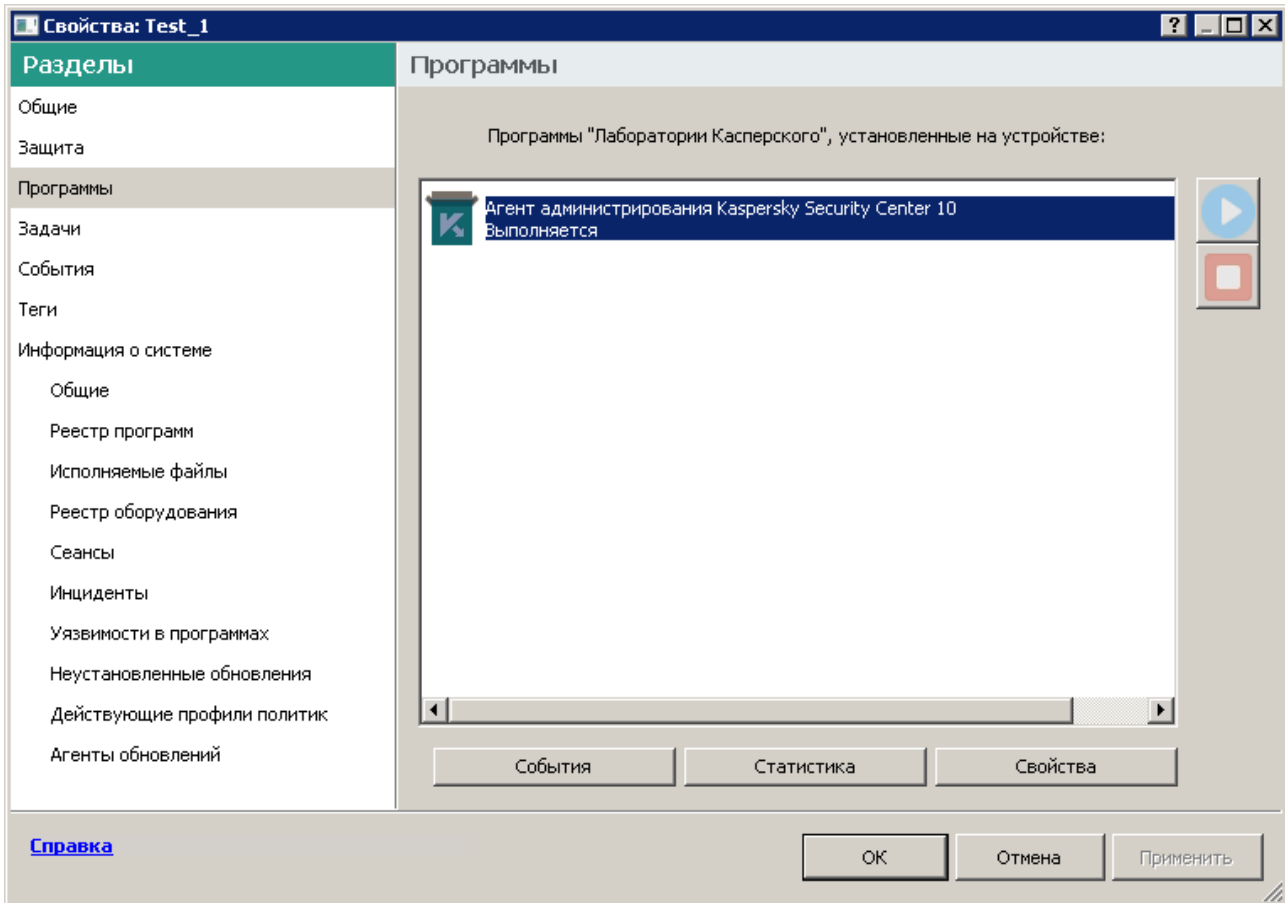 Свойства: Test_1
Разделы
Программы
Общие
Защита
Программы
Задачи
События
Теги
Информация о системе
Общие
Реестр программ
Исполняемые файлы
Реестр оборудования
Сеансы
Инциденты
Уязвимости в программах
Неустановленные обновления
Действующие профили политик
Агенты обновлений
Программы "Лаборатории Касперского", установленные на устройстве:
Агент администрирования Kaspersky Security Center 10
Выполняется
События
Статистика
Свойства
Справка
ОК
Отмена
Применить